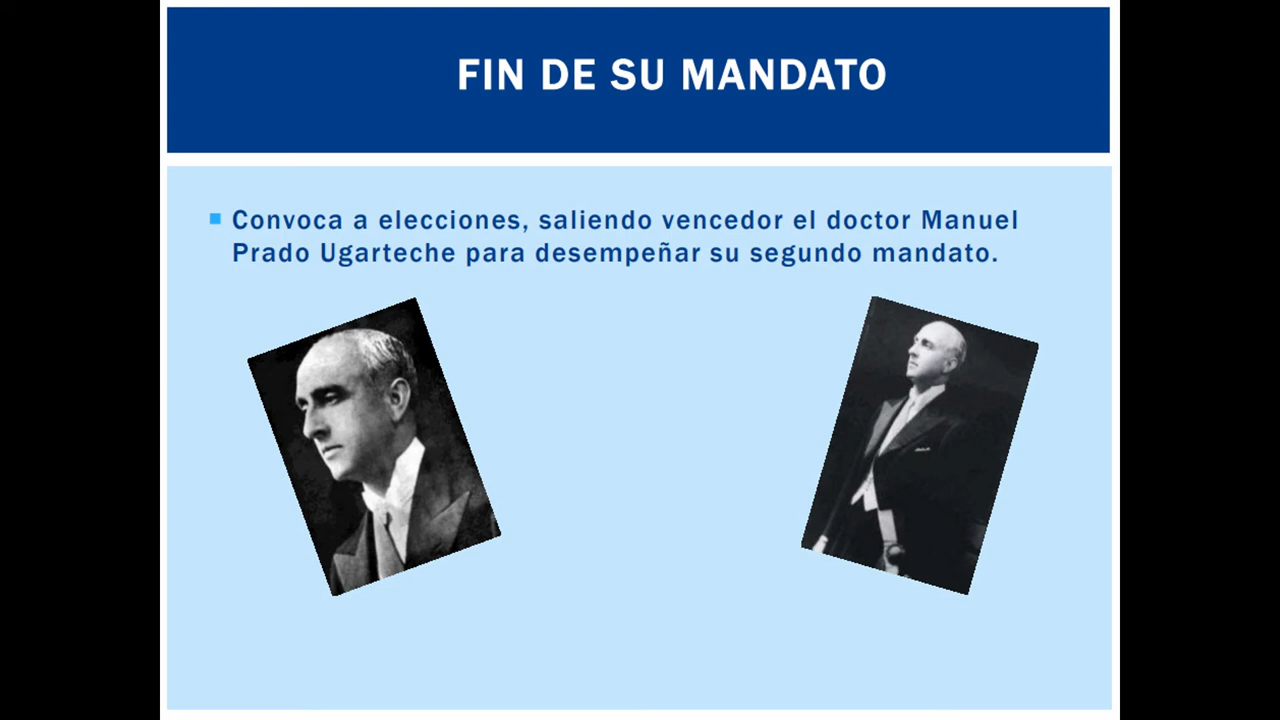 FIN DE SU MANDATO
Convoca a elecciones, saliendo vencedor el doctor Manuel
Prado Ugarteche para desempeñar su segundo mandato.